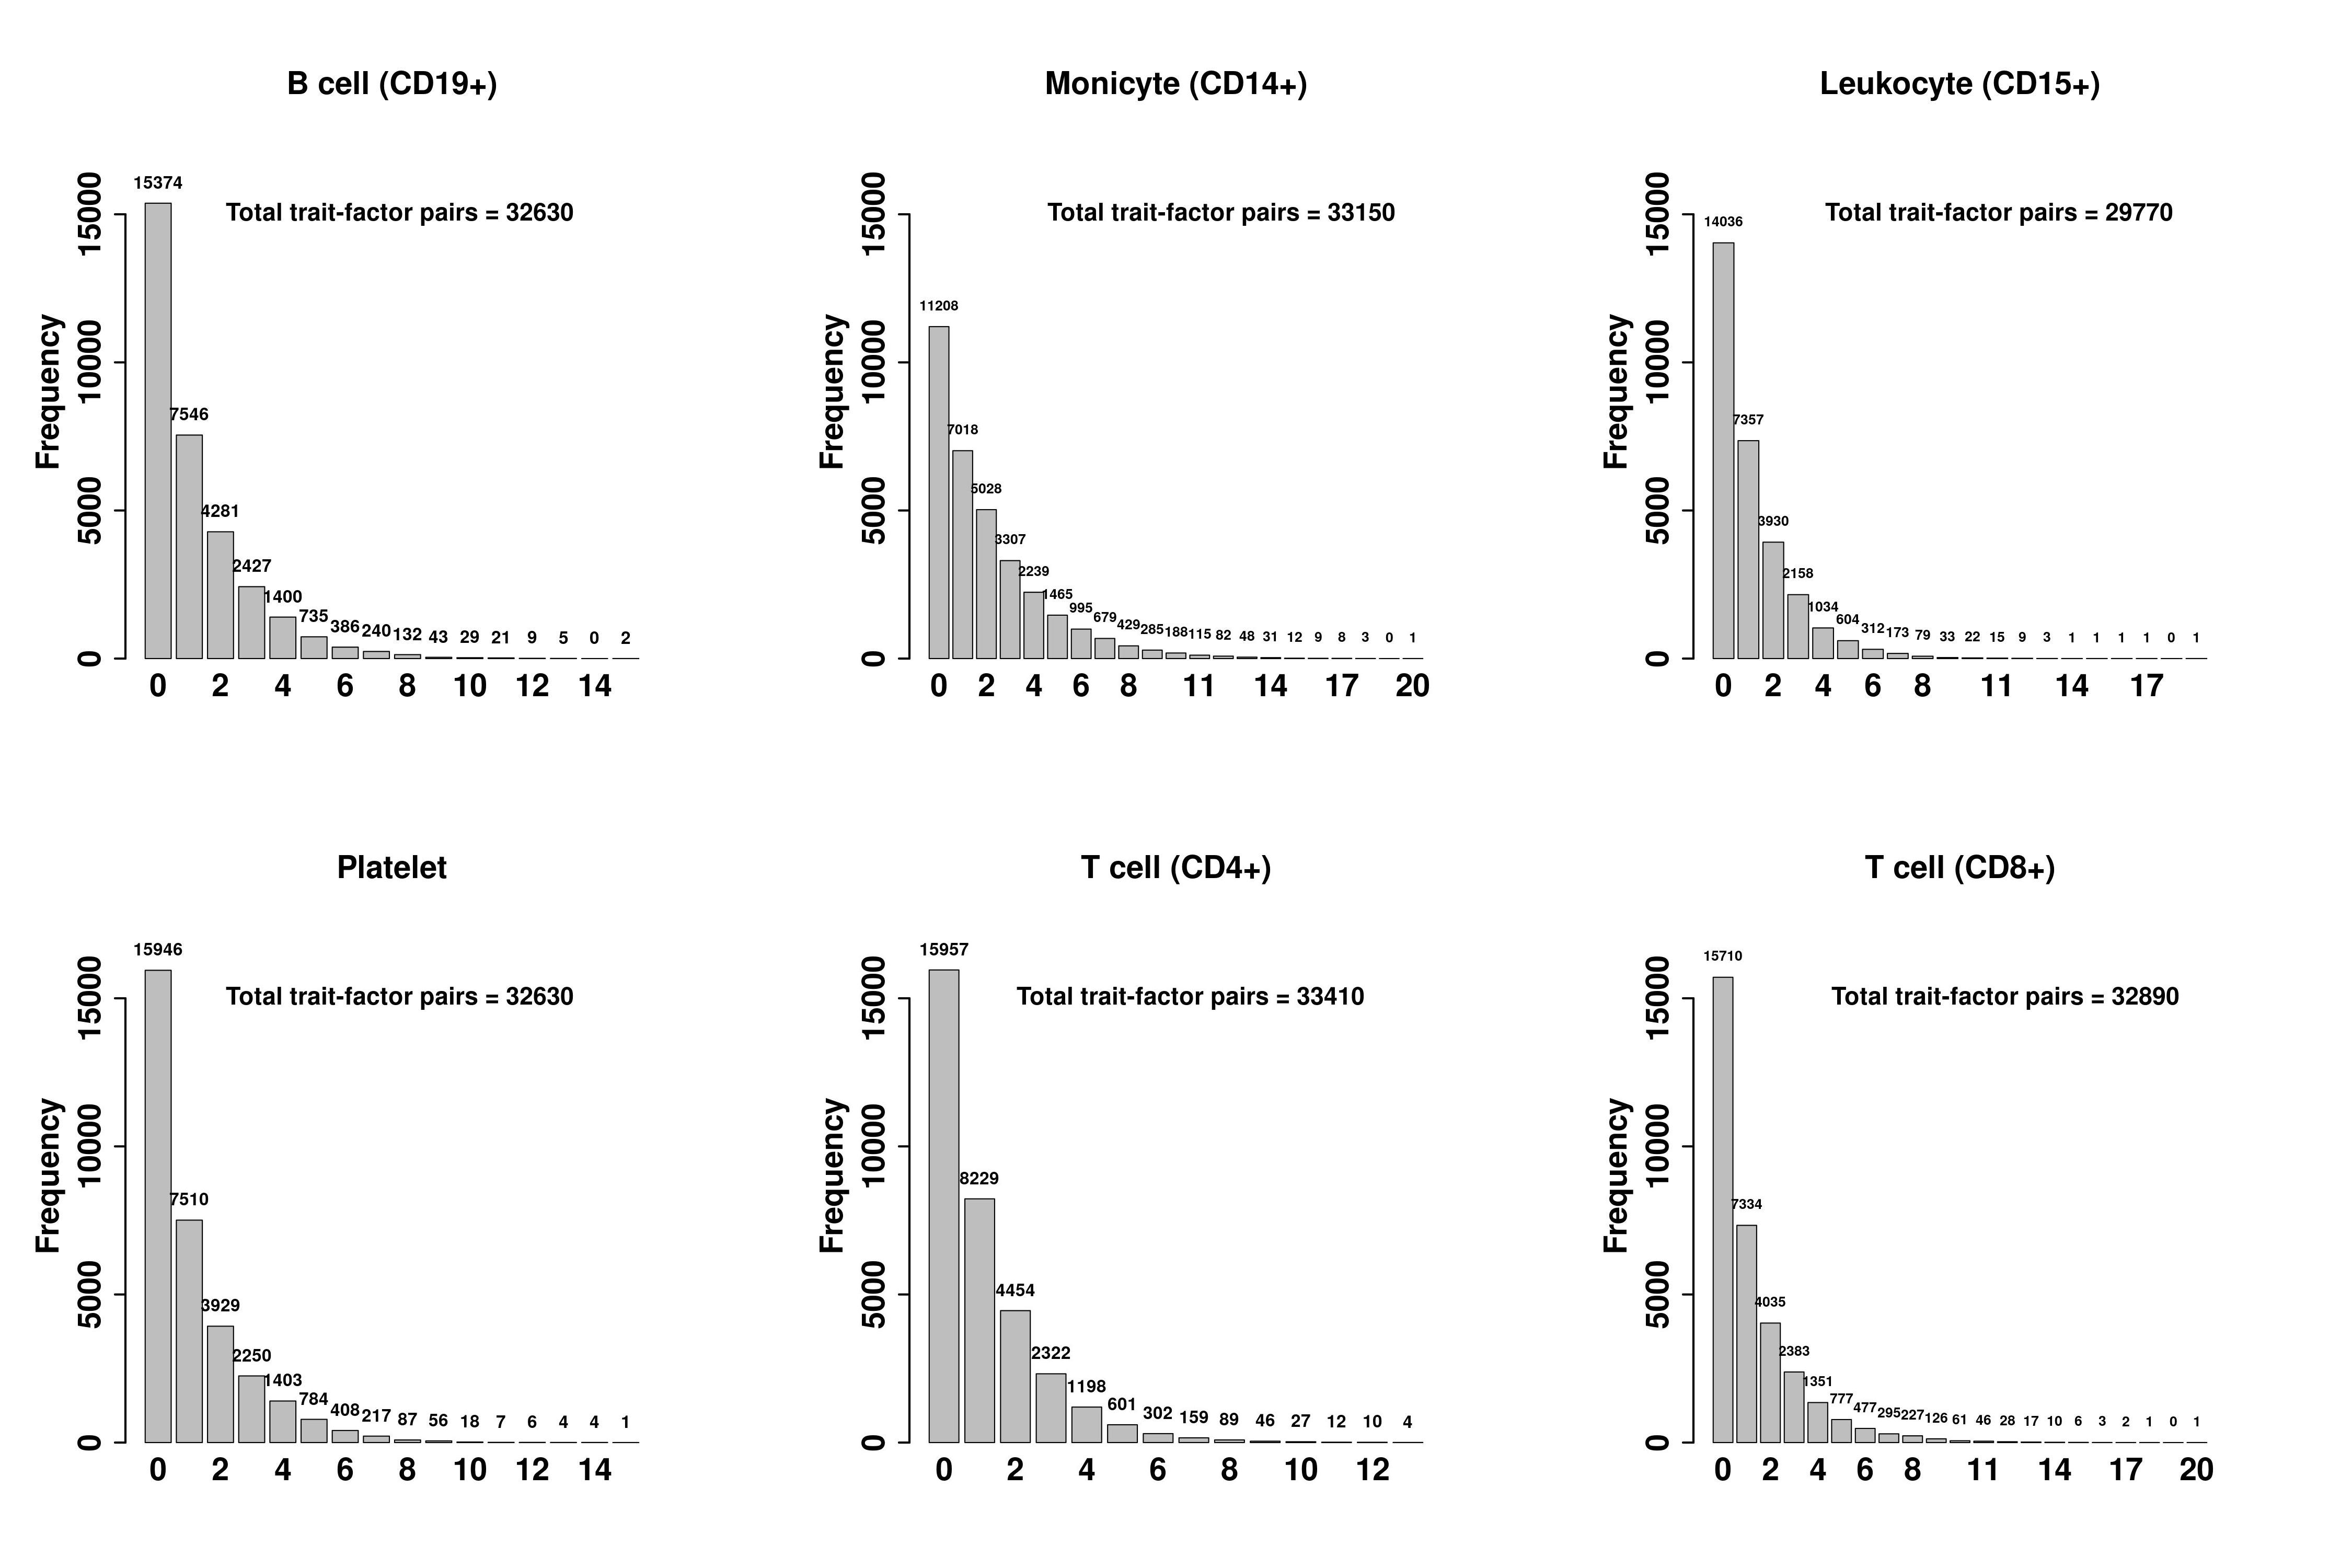 B cell (CD19+)
Total trait-factor pairs = 32630
Frequency
0 5000 10000 15000
15374 7546 4281 2427 1400 735 386 240 132 43 29 21 9 5 0 2
0 2 4 6 8 10 12 14
Monicyte (CD14+)
Total trait-factor pairs = 33150
Frequency
0 5000 10000 15000
11208 7018 5028 3307 2239 1465 995 679 429 285 188 115 82 48 31 12 9 8 3 0 1
0 2 4 6 8 11 14 17 20
Leukocyte (CD15+)
Total trait-factor pairs = 29770
Frequency
0 5000 10000 15000
14036 7357 3930 2158 1034 604 312 173 79 33 22 15 9 3 1 1 1 1 0 1
0 2 4 6 8 11 14 17
Platelet
Total trait-factor pairs = 32630
Frequency
0 5000 10000 15000
15946 7510 3929 2250 1403 784 408 217 87 56 18 7 6 4 4 1
0 2 4 6 8 10 12 14
T cell (CD4+)
Total trait-factor pairs = 33410
Frequency
0 5000 10000 15000
15957 8229 4454 2322 1198 601 302 159 89 46 27 12 10 4
0 2 4 6 8 10 12
T cell (CD8+)
Total trait-factor pairs = 32890
Frequency
0 5000 10000 15000
15710 7334 4035 2383 1351 777 477 295 227 126 61 46 28 17 10 6 3 2 1 0 1
0 2 4 6 8 11 14 17 20